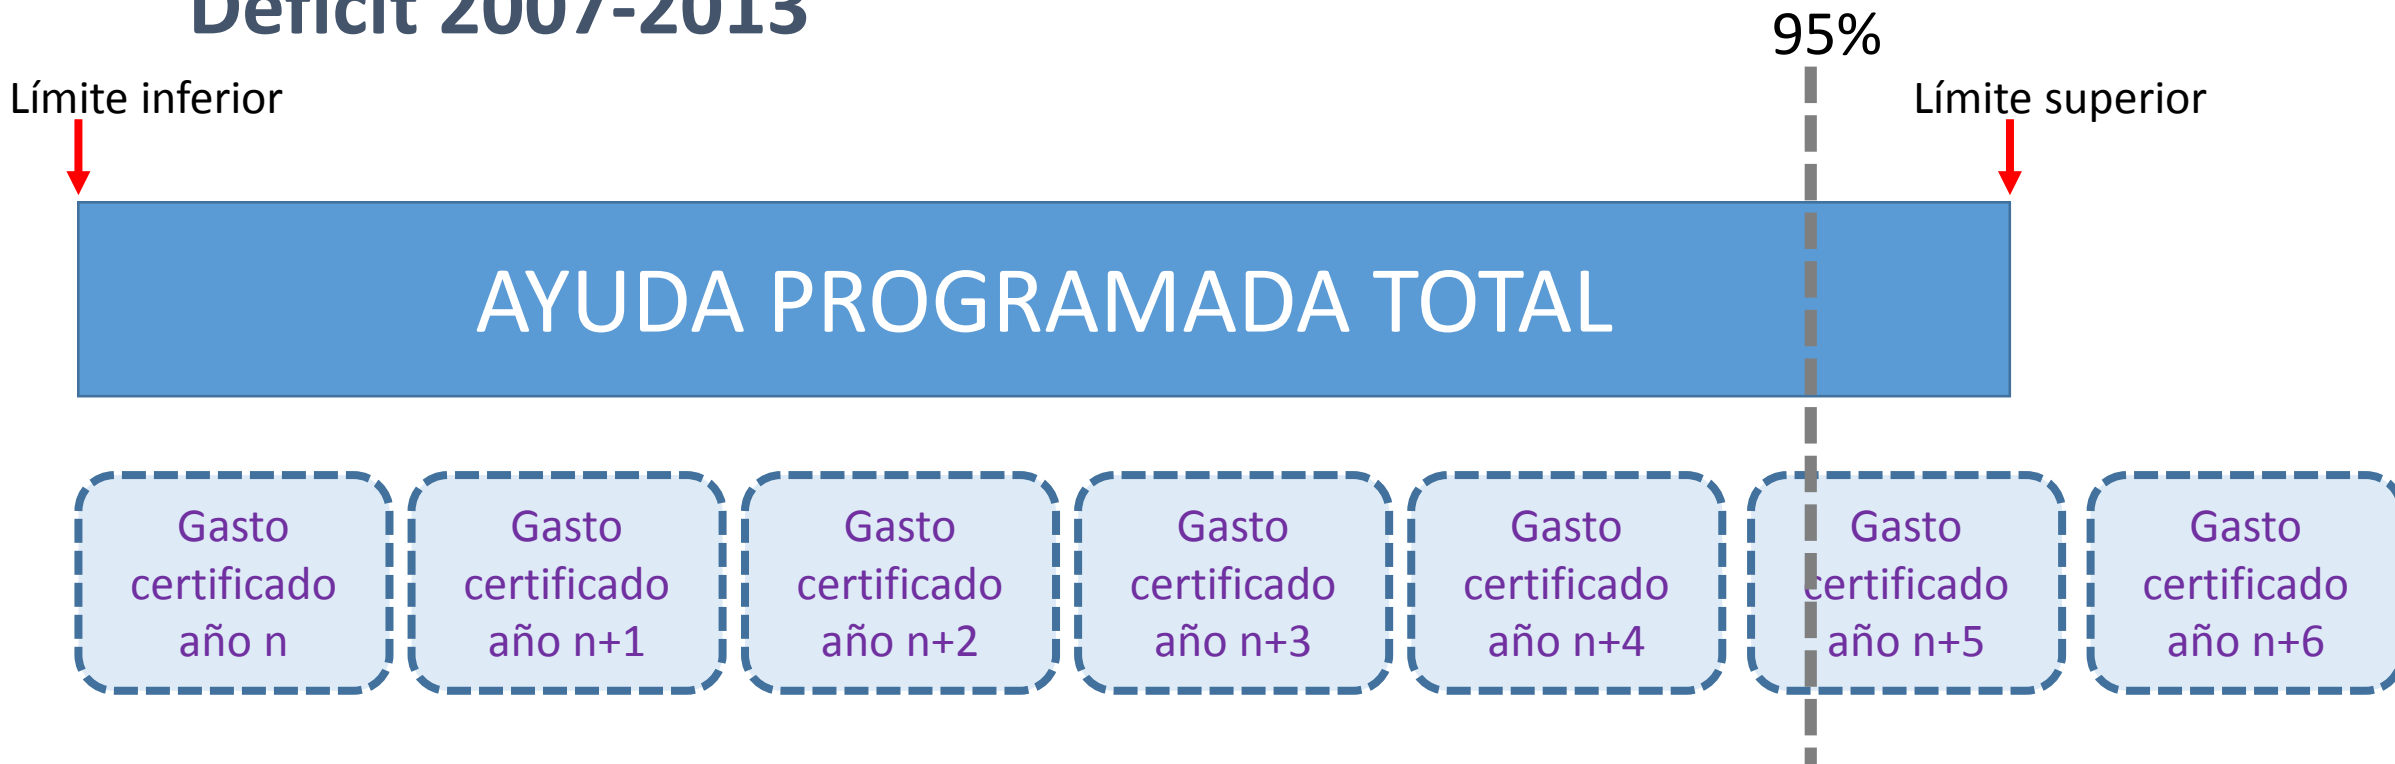 Déficit 2007-2013
95%
Límite inferior
Límite superior
AYUDA PROGRAMADA TOTAL
Gasto
certificado
año n
Gasto
certificado
año n+1
Gasto
certificado
año n+2
Gasto
certificado
año n+3
Gasto
certificado
año n+4
Gasto
certificado
año n+5
Gasto
certificado
año n+6